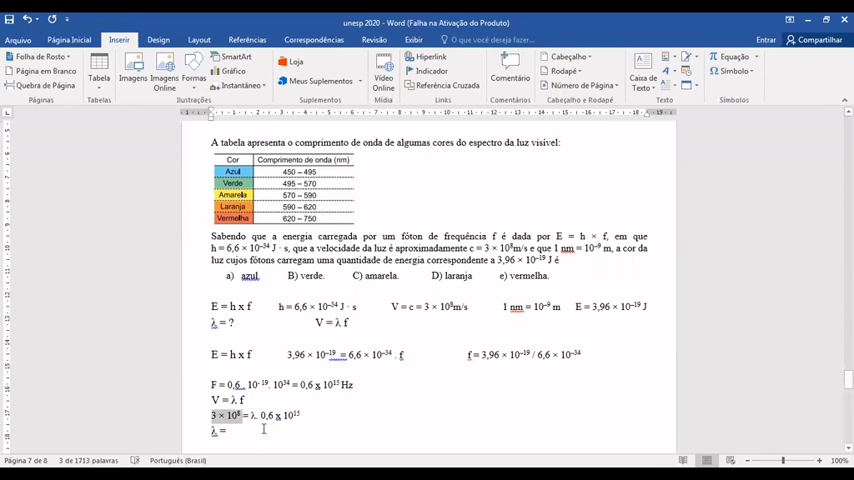 unesp 2020 - Word (Falha na Ativação do Produto)
Arquivo Página Inicial Inserir Design Layout Referências Correspondências Revisão Exibir O que você deseja fazer... Entrar Compartilhar
Folha de Rosto
Página em Branco
Quebra de Página
Páginas
Tabela
Tabelas
Imagens Imagens Online Formas
SmartArt
Gráfico
Instantâneo
Ilustrações
Loja
Meus Suplementos
Suplementos
Vídeo Online
Mídia
Hiperlink
Indicador
Referência Cruzada
Links
Comentário
Comentários
Cabeçalho
Rodapé
Número de Página
Cabeçalho e Rodapé
Caixa de Texto
Texto
Equação
Símbolo
Símbolos
A tabela apresenta o comprimento de onda de algumas cores do espectro da luz visível:
Cor Comprimento de onda (nm)
Azul 450 – 495
Verde 495 – 570
Amarela 570 – 590
Laranja 590 – 620
Vermelha 620 – 750
Sabendo que a energia carregada por um fóton de frequência f é dada por E = h × f, em que
h = 6,6 × 10⁻³⁴ J · s, que a velocidade da luz é aproximadamente c = 3 × 10⁸m/s e que 1 nm = 10⁻⁹ m, a cor da
luz cujos fótons carregam uma quantidade de energia correspondente a 3,96 × 10⁻¹⁹ J é
a) azul. B) verde. C) amarela. D) laranja e) vermelha.
E = h x f h = 6,6 × 10⁻³⁴ J · s V = c = 3 × 10⁸m/s 1 nm = 10⁻⁹ m E = 3,96 × 10⁻¹⁹ J
λ = ? V = λ f
E = h x f 3,96 × 10⁻¹⁹ = 6,6 × 10⁻³⁴ . f f = 3,96 × 10⁻¹⁹ / 6,6 × 10⁻³⁴
F = 0,6 . 10⁻¹⁹. 10³⁴ = 0,6 x 10¹⁵ Hz
V = λ f
3 × 10⁸ = λ. 0,6 x 10¹⁵
λ =
Página 7 de 8 3 de 1713 palavras Português (Brasil) 100%